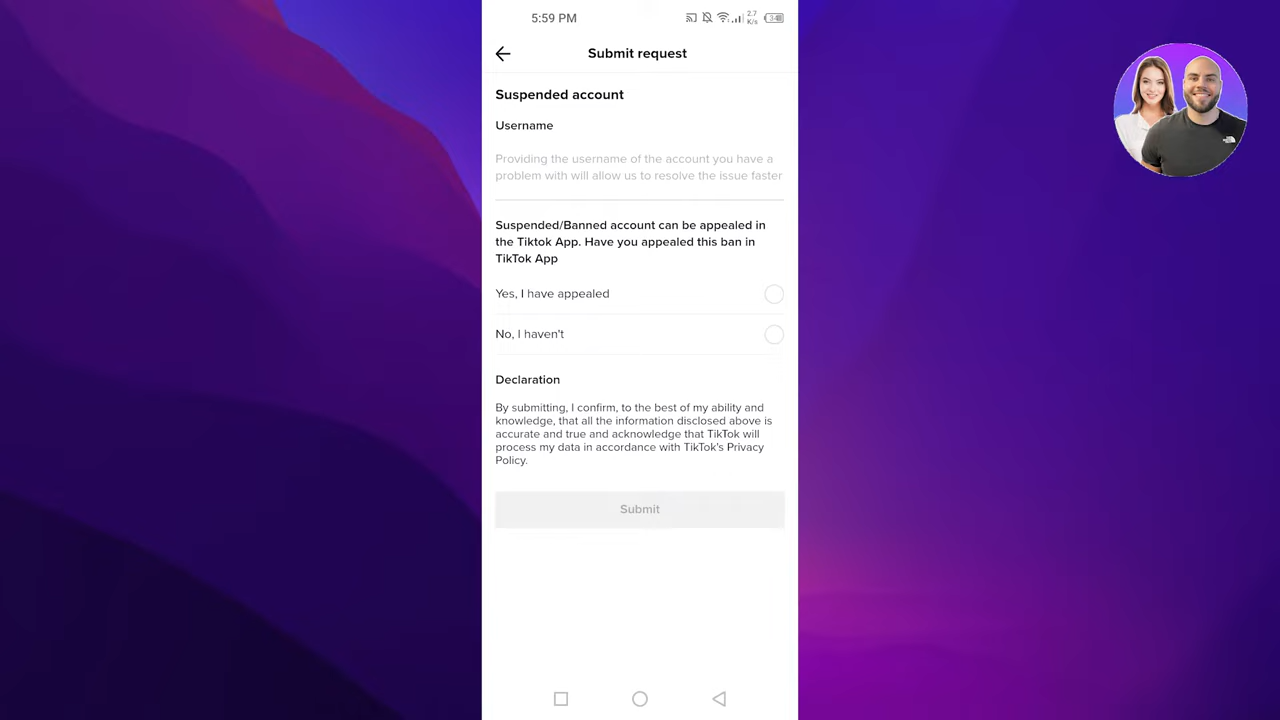 5:59 PM
2.7
K/s
Submit request
Suspended account
Username
Providing the username of the account you have a
problem with will allow us to resolve the issue faster
Suspended/Banned account can be appealed in
the Tiktok App. Have you appealed this ban in
TikTok App
Yes, I have appealed
No, I haven't
Declaration
By submitting, I confirm, to the best of my ability and
knowledge, that all the information disclosed above is
accurate and true and acknowledge that TikTok will
process my data in accordance with TikTok's Privacy
Policy.
Submit